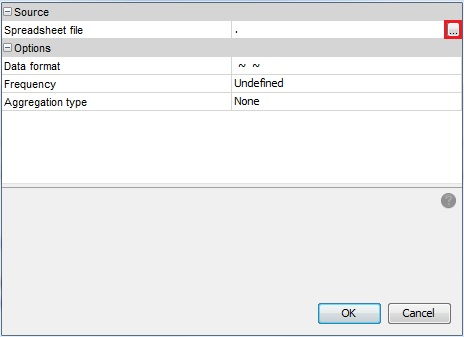 Source
Spreadsheet file .  ...
Options
Data format ~ ~
Frequency Undefined
Aggregation type None
?
OK Cancel